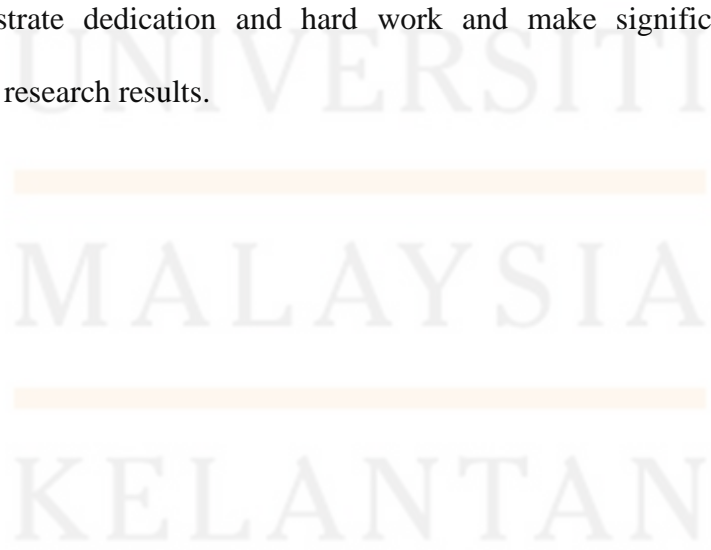 strate dedication and hard work and make signific
research results.
UNIVERSITI
MALAYSIA
KELANTAN